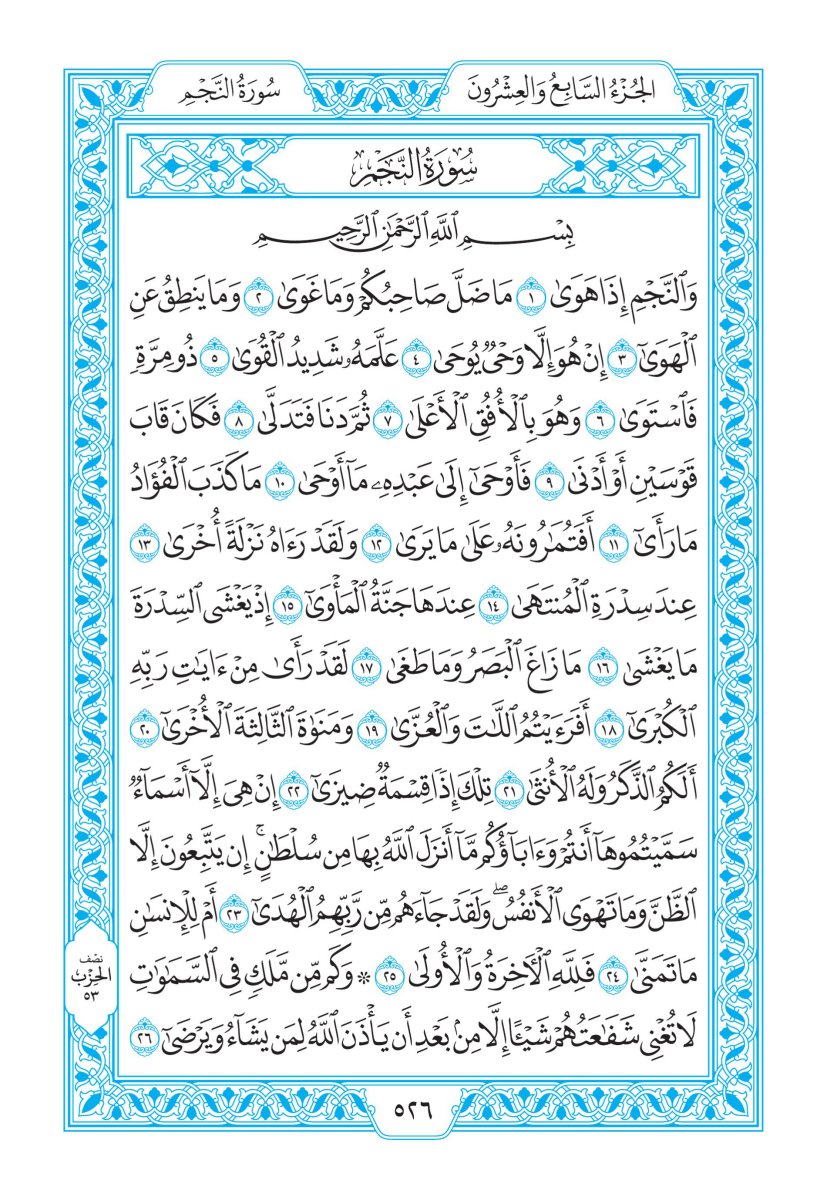 الجُزْءُ السَّابِعُ وَالعِشْرُونَ
سُورَةُ النَّجْمِ
سُورَةُ النَّجْمِ
بِسْمِ ٱللَّهِ ٱلرَّحْمَٰنِ ٱلرَّحِيمِ
وَٱلنَّجْمِ إِذَا هَوَىٰ ١ مَا ضَلَّ صَاحِبُكُمْ وَمَا غَوَىٰ ٢ وَمَا يَنطِقُ عَنِ
ٱلْهَوَىٰٓ ٣ إِنْ هُوَ إِلَّا وَحْيٌ يُوحَىٰ ٤ عَلَّمَهُۥ شَدِيدُ ٱلْقُوَىٰ ٥ ذُو مِرَّةٍ
فَٱسْتَوَىٰ ٦ وَهُوَ بِٱلْأُفُقِ ٱلْأَعْلَىٰ ٧ ثُمَّ دَنَا فَتَدَلَّىٰ ٨ فَكَانَ قَابَ
قَوْسَيْنِ أَوْ أَدْنَىٰ ٩ فَأَوْحَىٰٓ إِلَىٰ عَبْدِهِۦ مَآ أَوْحَىٰ ١٠ مَا كَذَبَ ٱلْفُؤَادُ
مَا رَأَىٰٓ ١١ أَفَتُمَٰرُونَهُۥ عَلَىٰ مَا يَرَىٰ ١٢ وَلَقَدْ رَءَاهُ نَزْلَةً أُخْرَىٰ ١٣
عِندَ سِدْرَةِ ٱلْمُنتَهَىٰ ١٤ عِندَهَا جَنَّةُ ٱلْمَأْوَىٰٓ ١٥ إِذْ يَغْشَى ٱلسِّدْرَةَ
مَا يَغْشَىٰ ١٦ مَا زَاغَ ٱلْبَصَرُ وَمَا طَغَىٰ ١٧ لَقَدْ رَأَىٰ مِنْ ءَايَٰتِ رَبِّهِ
ٱلْكُبْرَىٰٓ ١٨ أَفَرَءَيْتُمُ ٱللَّٰتَ وَٱلْعُزَّىٰ ١٩ وَمَنَوٰةَ ٱلثَّالِثَةَ ٱلْأُخْرَىٰٓ ٢٠
أَلَكُمُ ٱلذَّكَرُ وَلَهُ ٱلْأُنثَىٰ ٢١ تِلْكَ إِذًا قِسْمَةٌ ضِيزَىٰٓ ٢٢ إِنْ هِىَ إِلَّآ أَسْمَآءٌ
سَمَّيْتُمُوهَآ أَنتُمْ وَءَابَآؤُكُم مَّآ أَنزَلَ ٱللَّهُ بِهَا مِن سُلْطَٰنٍۚ إِن يَتَّبِعُونَ إِلَّا
ٱلظَّنَّ وَمَا تَهْوَى ٱلْأَنفُسُۖ وَلَقَدْ جَآءَهُم مِّن رَّبِّهِمُ ٱلْهُدَىٰٓ ٢٣ أَمْ لِلْإِنسَٰنِ
مَا تَمَنَّىٰ ٢٤ فَلِلَّهِ ٱلْءَاخِرَةُ وَٱلْأُولَىٰ ٢٥ ۞ وَكَم مِّن مَّلَكٍ فِى ٱلسَّمَٰوَٰتِ
لَا تُغْنِى شَفَٰعَتُهُمْ شَيْـًٔا إِلَّا مِنۢ بَعْدِ أَن يَأْذَنَ ٱللَّهُ لِمَن يَشَآءُ وَيَرْضَىٰٓ ٢٦
نصْف
الحِزْب
٥٣
٥٢٦